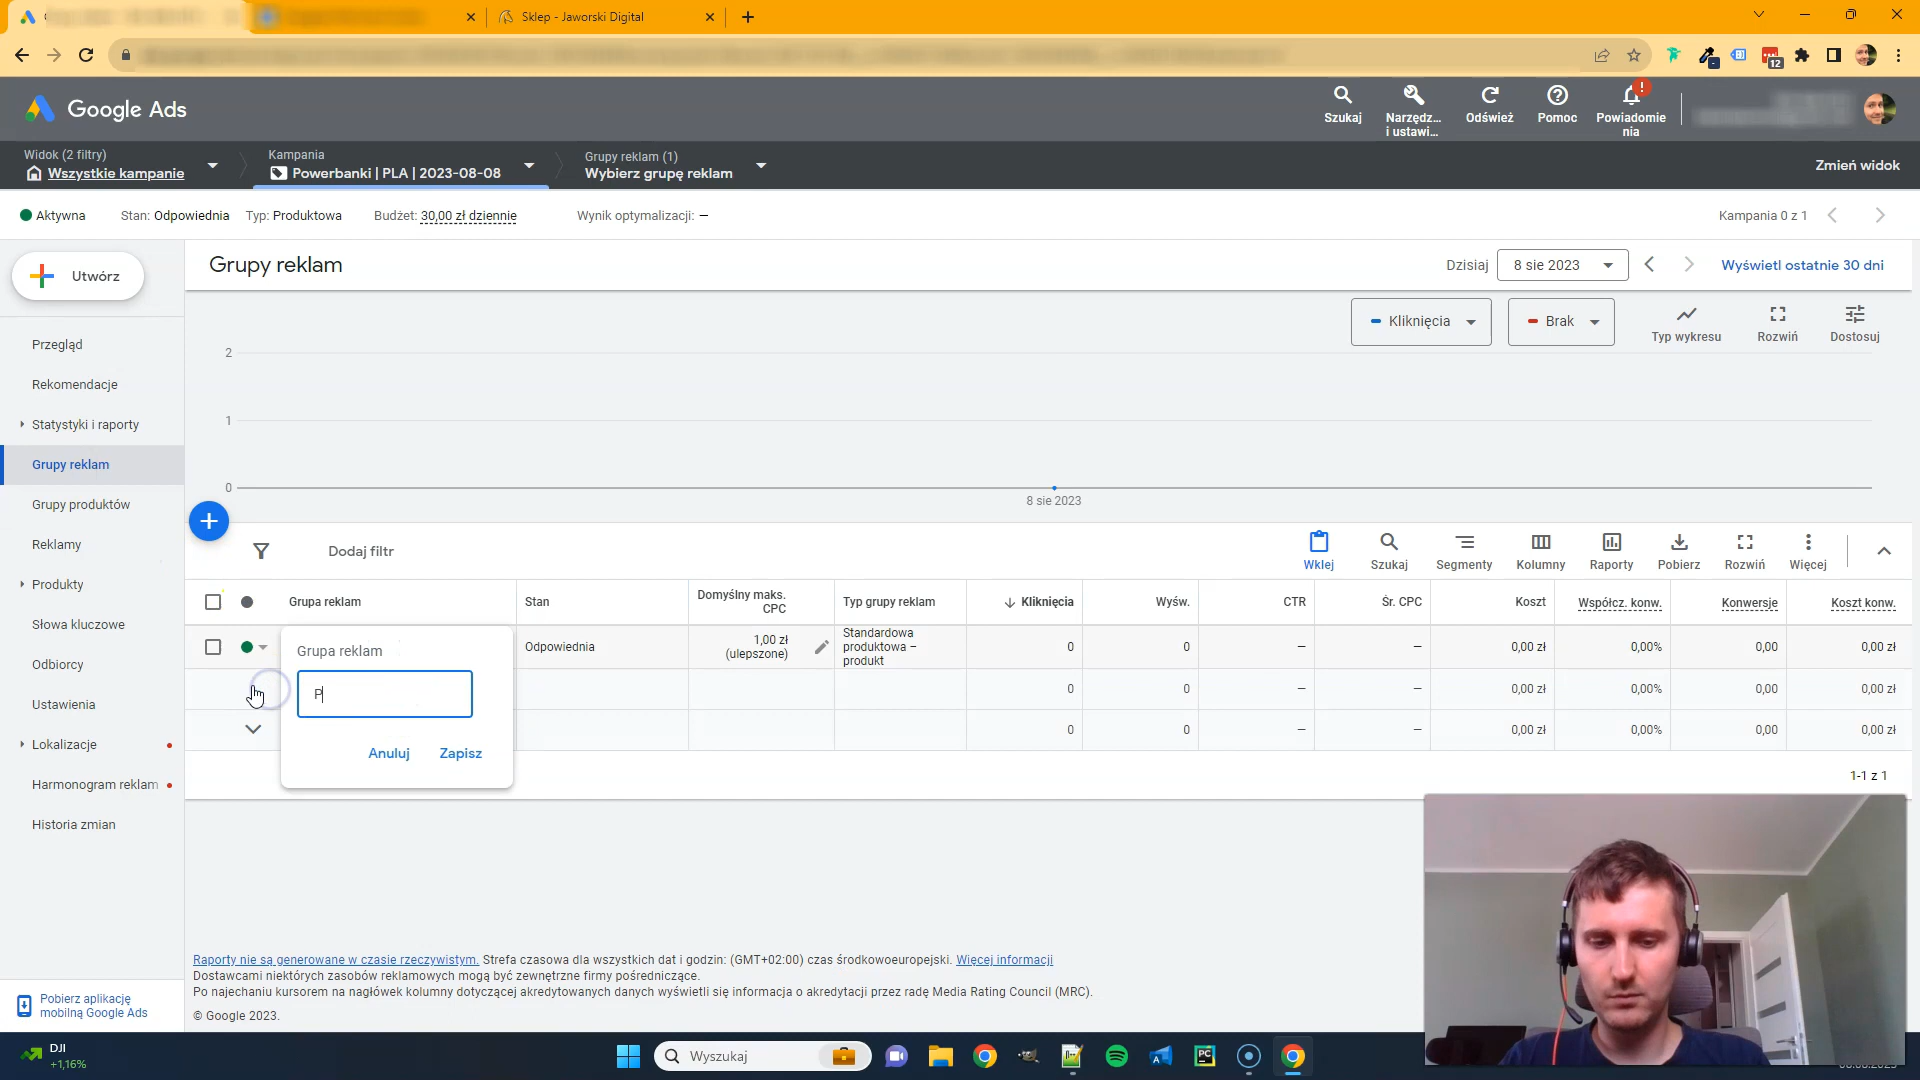 Sklep - Jaworski Digital
12
Google Ads
Szukaj
Narzędz...
i ustawi...
Odśwież
Pomoc
!
Powiadomie
nia
Widok (2 filtry)
Wszystkie kampanie
Kampania
Powerbanki | PLA | 2023-08-08
Grupy reklam (1)
Wybierz grupę reklam
Zmień widok
Aktywna
Stan: Odpowiednia
Typ: Produktowa
Budżet: 30,00 zł dziennie
Wynik optymalizacji: –
Kampania 0 z 1
Utwórz
Grupy reklam
Dzisiaj
8 sie 2023
Wyświetl ostatnie 30 dni
Przegląd
Rekomendacje
Statystyki i raporty
Grupy reklam
Grupy produktów
Reklamy
Produkty
Słowa kluczowe
Odbiorcy
Ustawienia
Lokalizacje
Harmonogram reklam
Historia zmian
Kliknięcia
Brak
Typ wykresu
Rozwiń
Dostosuj
2
1
0
8 sie 2023
Dodaj filtr
Wklej
Szukaj
Segmenty
Kolumny
Raporty
Pobierz
Rozwiń
Więcej
Grupa reklam
Stan
Domyślny maks.
CPC
Typ grupy reklam
Kliknięcia
Wyśw.
CTR
Śr. CPC
Koszt
Współcz. konw.
Konwersje
Koszt konw.
Grupa reklam
P
Anuluj
Zapisz
Odpowiednia
1,00 zł
(ulepszone)
Standardowa
produktowa –
produkt
0
0
–
–
0,00 zł
0,00%
0,00
0,00 zł
0
0
–
–
0,00 zł
0,00%
0,00
0,00 zł
0
0
–
–
0,00 zł
0,00%
0,00
0,00 zł
1-1 z 1
Raporty nie są generowane w czasie rzeczywistym. Strefa czasowa dla wszystkich dat i godzin: (GMT+02:00) czas środkowoeuropejski. Więcej informacji
Dostawcami niektórych zasobów reklamowych mogą być zewnętrzne firmy pośredniczące.
Po najechaniu kursorem na nagłówek kolumny dotyczącej akredytowanych danych wyświetli się informacja o akredytacji przez radę Media Rating Council (MRC).
© Google 2023.
Pobierz aplikację
mobilną Google Ads
DJI
+1,16%
Wyszukaj
PC